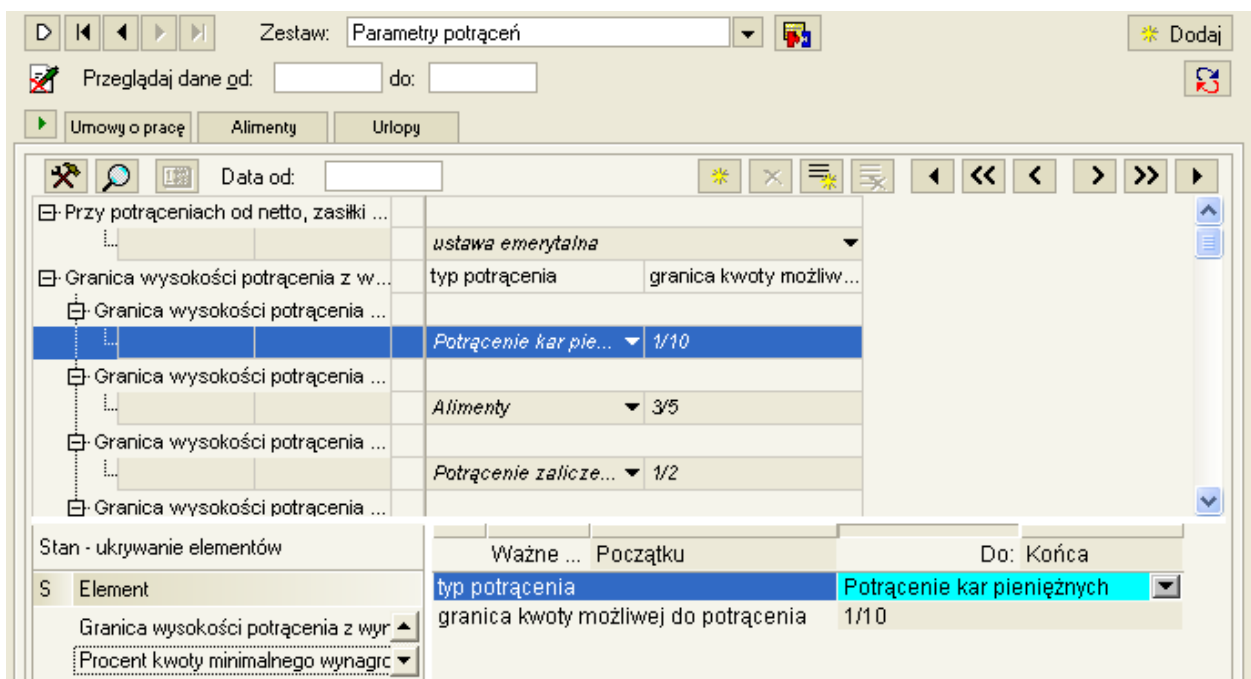 Zestaw: Parametry potrąceń Dodaj
Przeglądaj dane od: do:
Umowy o pracę Alimenty Urlopy
Data od:
Przy potrąceniach od netto, zasiłki ...
ustawa emerytalna
Granica wysokości potrącenia z w... typ potrącenia granica kwoty możliw...
Granica wysokości potrącenia ...
Potrącenie kar pie... 1/10
Granica wysokości potrącenia ...
Alimenty 3/5
Granica wysokości potrącenia ...
Potrącenie zalicze... 1/2
Granica wysokości potrącenia ...
Stan - ukrywanie elementów
Ważne ... Początku Do: Końca
S Element
typ potrącenia Potrącenie kar pieniężnych
granica kwoty możliwej do potrącenia 1/10
Granica wysokości potrącenia z wyr
Procent kwoty minimalnego wynagrc